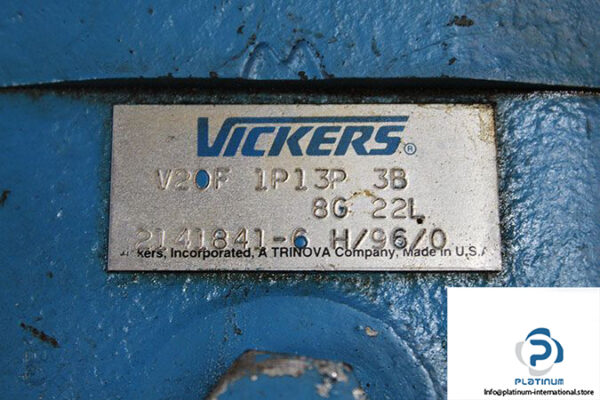 VICKERS®
V20F 1P13P 3B
8G 22L
2141841-6 H/96/0
kers, Incorporated, A TRINOVA Company, Made in U.S.A
P
PLATINUM
Info@platinum-international.store